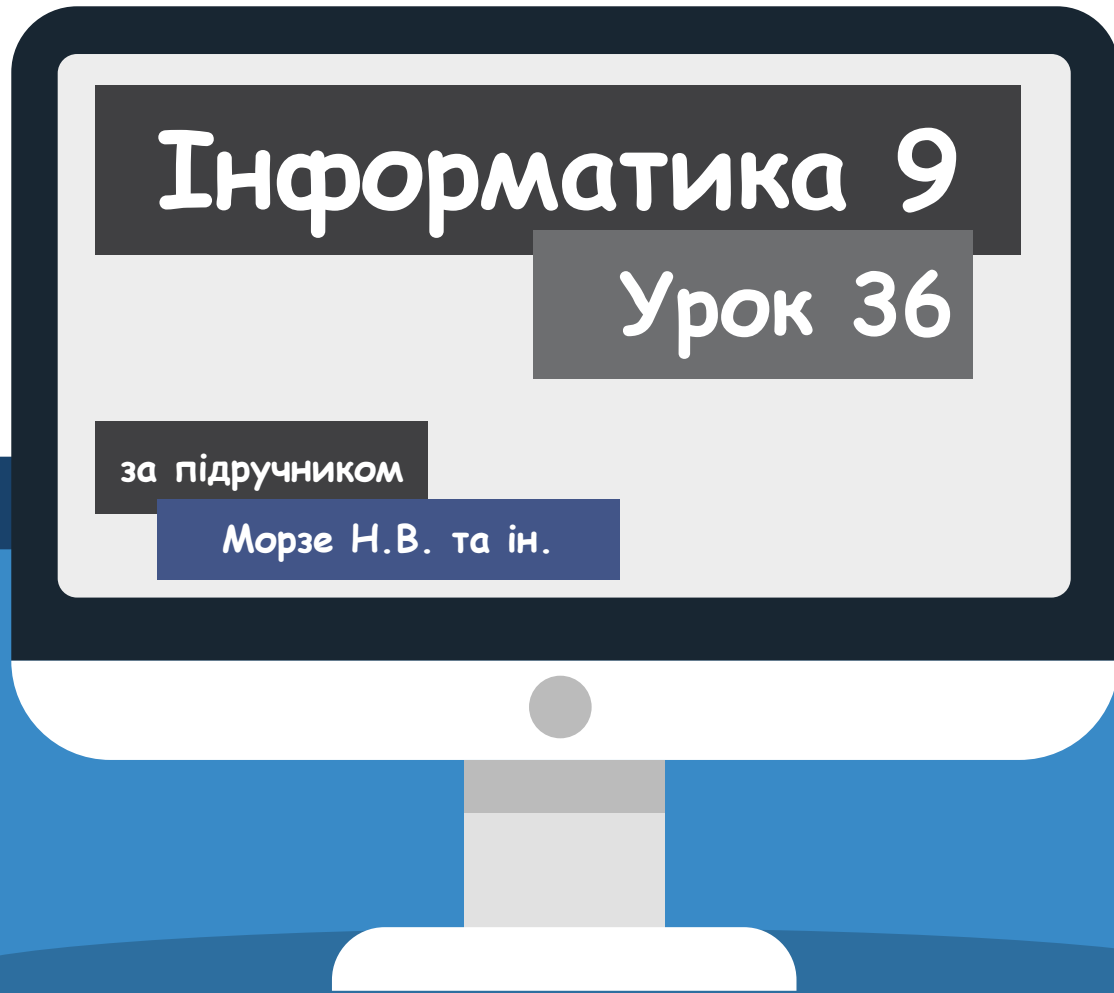 Інформатика 9
Урок 36
за підручником
Морзе Н.В. та ін.